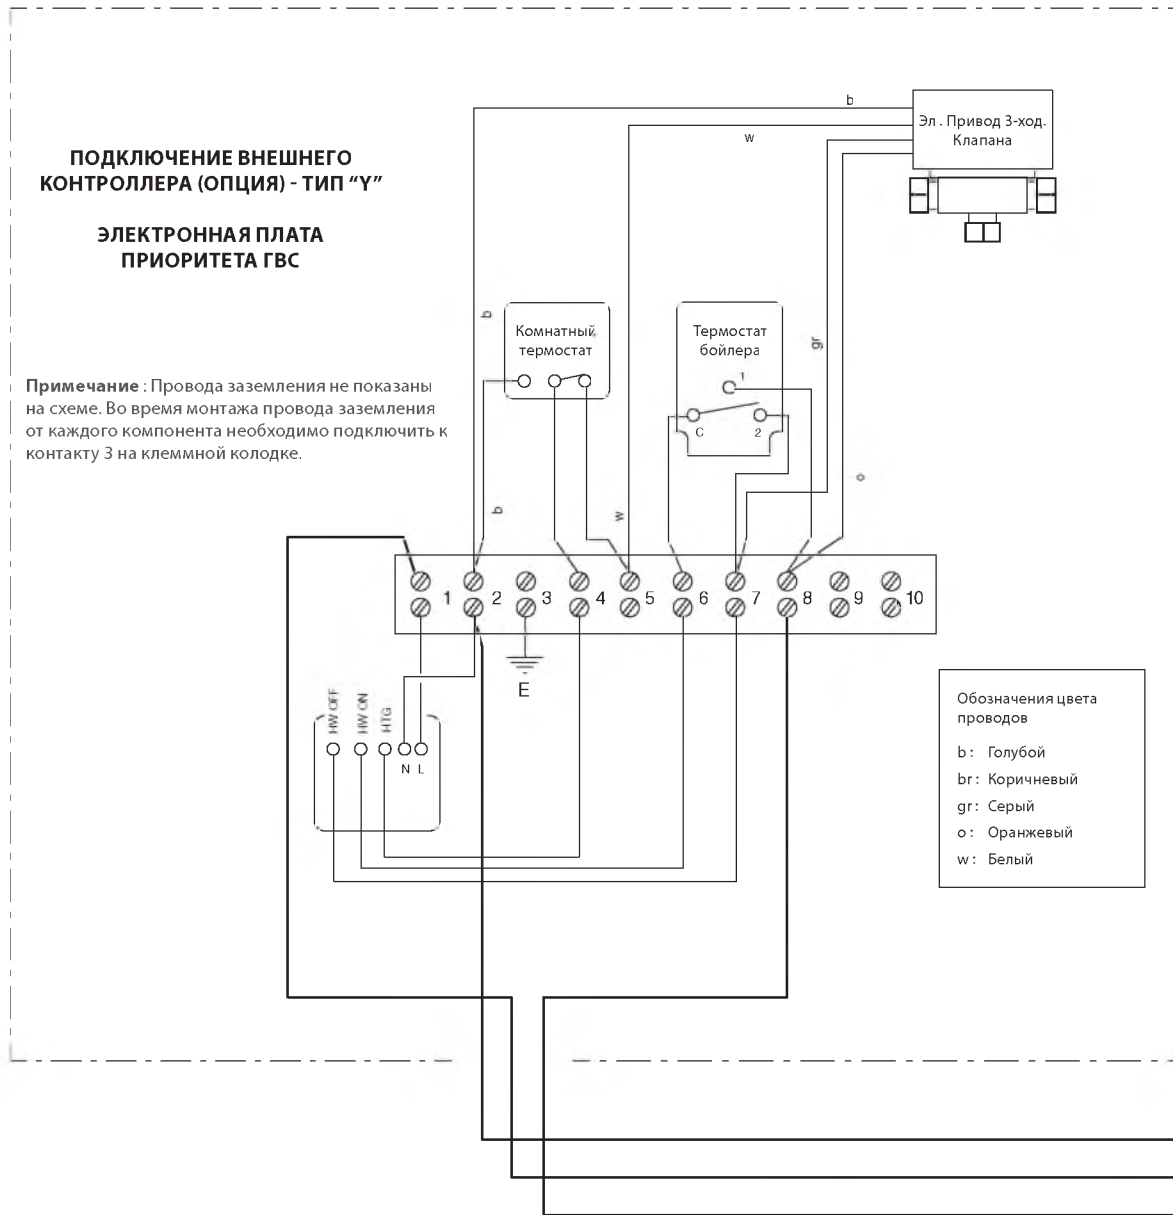 ПОДКЛЮЧЕНИЕ ВНЕШНЕГО
КОНТРОЛЛЕРА (ОПЦИЯ) - ТИП “Y”
ЭЛЕКТРОННАЯ ПЛАТА
ПРИОРИТЕТА ГВС
Примечание : Провода заземления не показаны
на схеме. Во время монтажа провода заземления
от каждого компонента необходимо подключить к
контакту 3 на клеммной колодке.
b
w
Эл . Привод 3-ход.
Клапана
b
Комнатный
термостат
Термостат
бойлера
gr
1
C
2
b
w
o
1 2 3 4 5 6 7 8 9 10
E
HW OFF
HW ON
HTG
N L
Обозначения цвета
проводов
b : Голубой
br : Коричневый
gr : Серый
o : Оранжевый
w : Белый